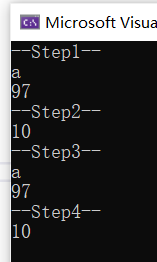 Microsoft Visua
--Step1--
a
97
--Step2--
10
--Step3--
a
97
--Step4--
10